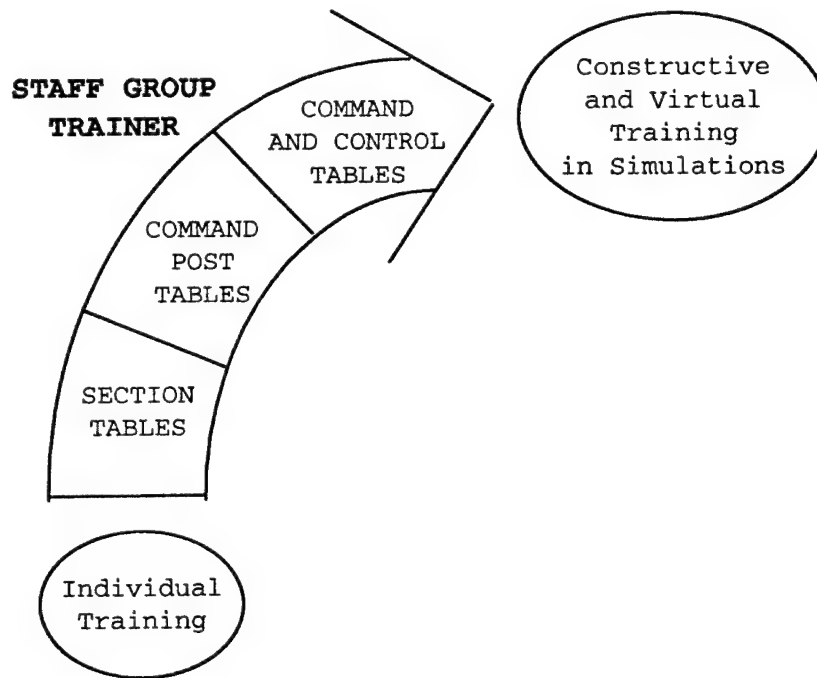 STAFF GROUP
TRAINER
COMMAND
AND CONTROL
TABLES
Constructive
and Virtual
Training
in Simulations
COMMAND
POST
TABLES
SECTION
TABLES
Individual
Training